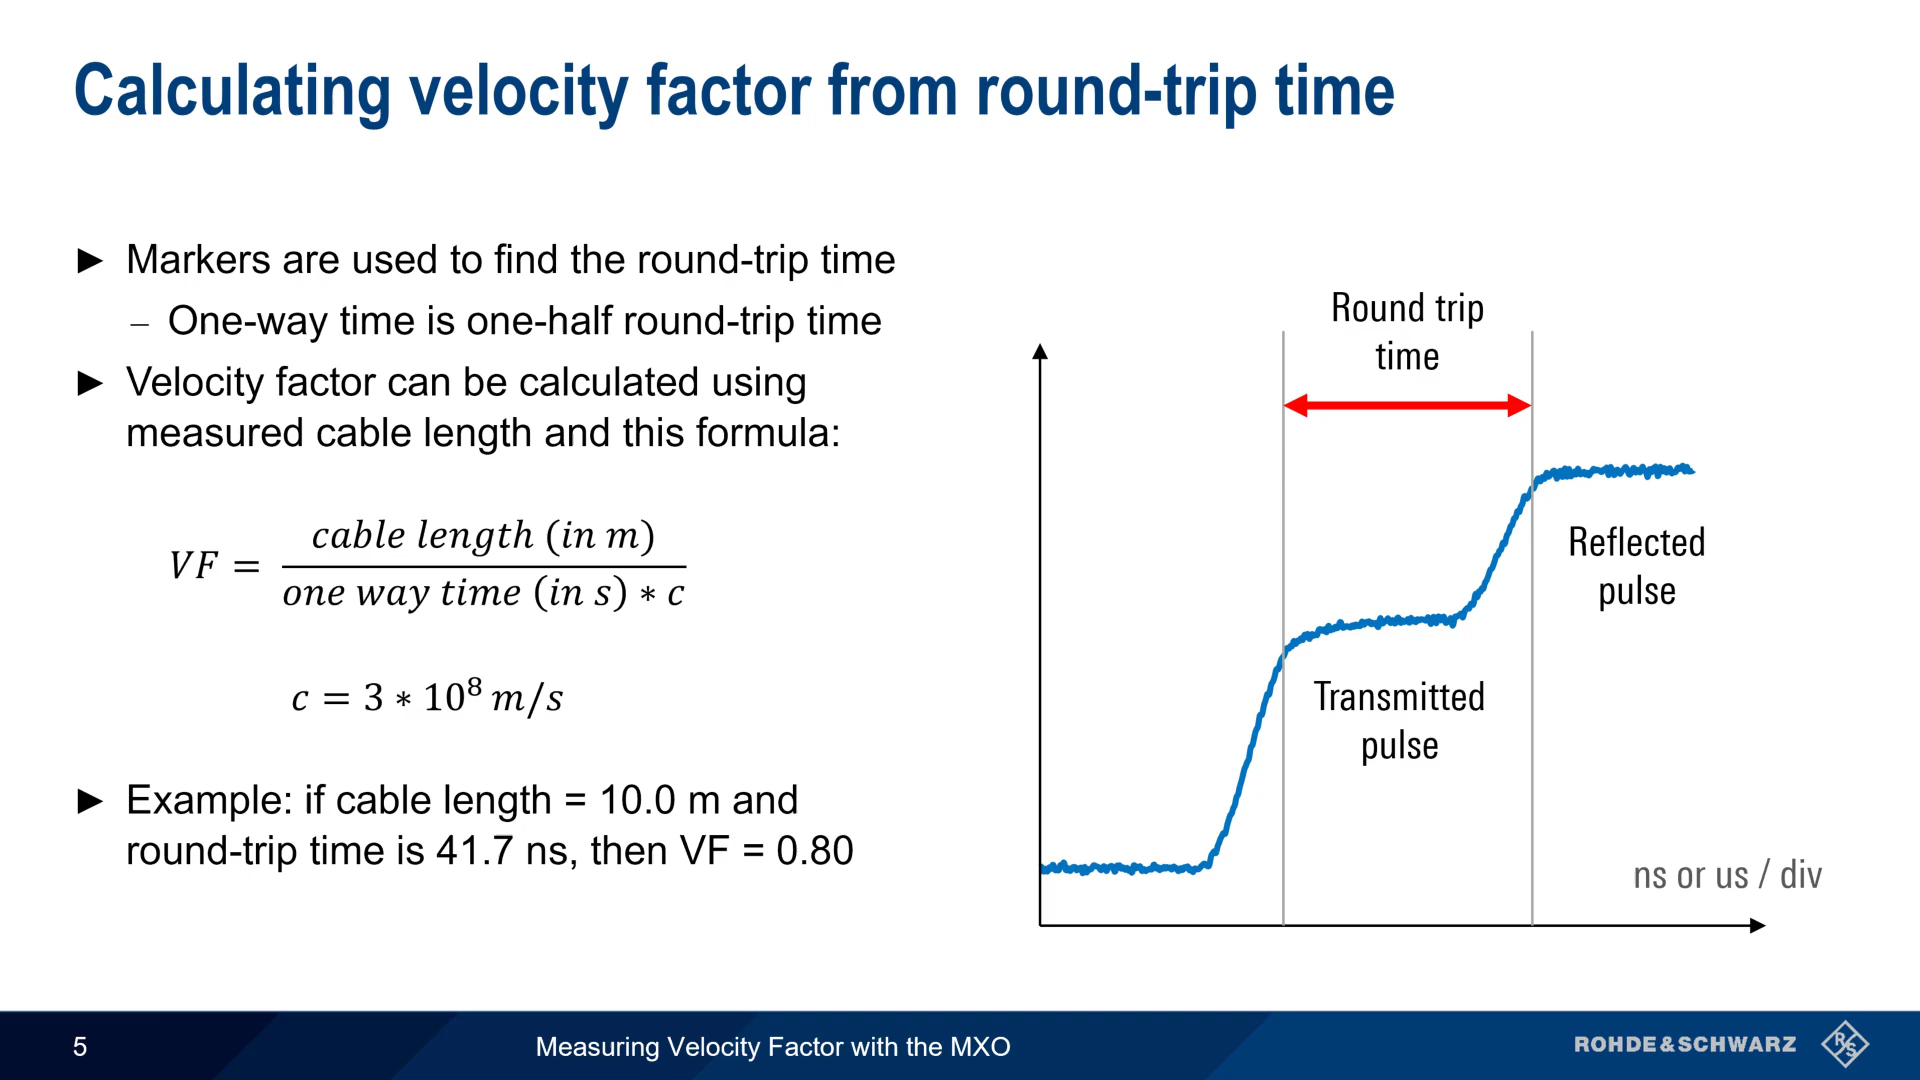 Calculating velocity factor from round-trip time
► Markers are used to find the round-trip time
– One-way time is one-half round-trip time
► Velocity factor can be calculated using
measured cable length and this formula:
VF = cable length (in m)
one way time (in s) * c
c = 3 * 10⁸ m/s
► Example: if cable length = 10.0 m and
round-trip time is 41.7 ns, then VF = 0.80
Round trip
time
Reflected
pulse
Transmitted
pulse
ns or us / div
5
Measuring Velocity Factor with the MXO
ROHDE&SCHWARZ
R&S